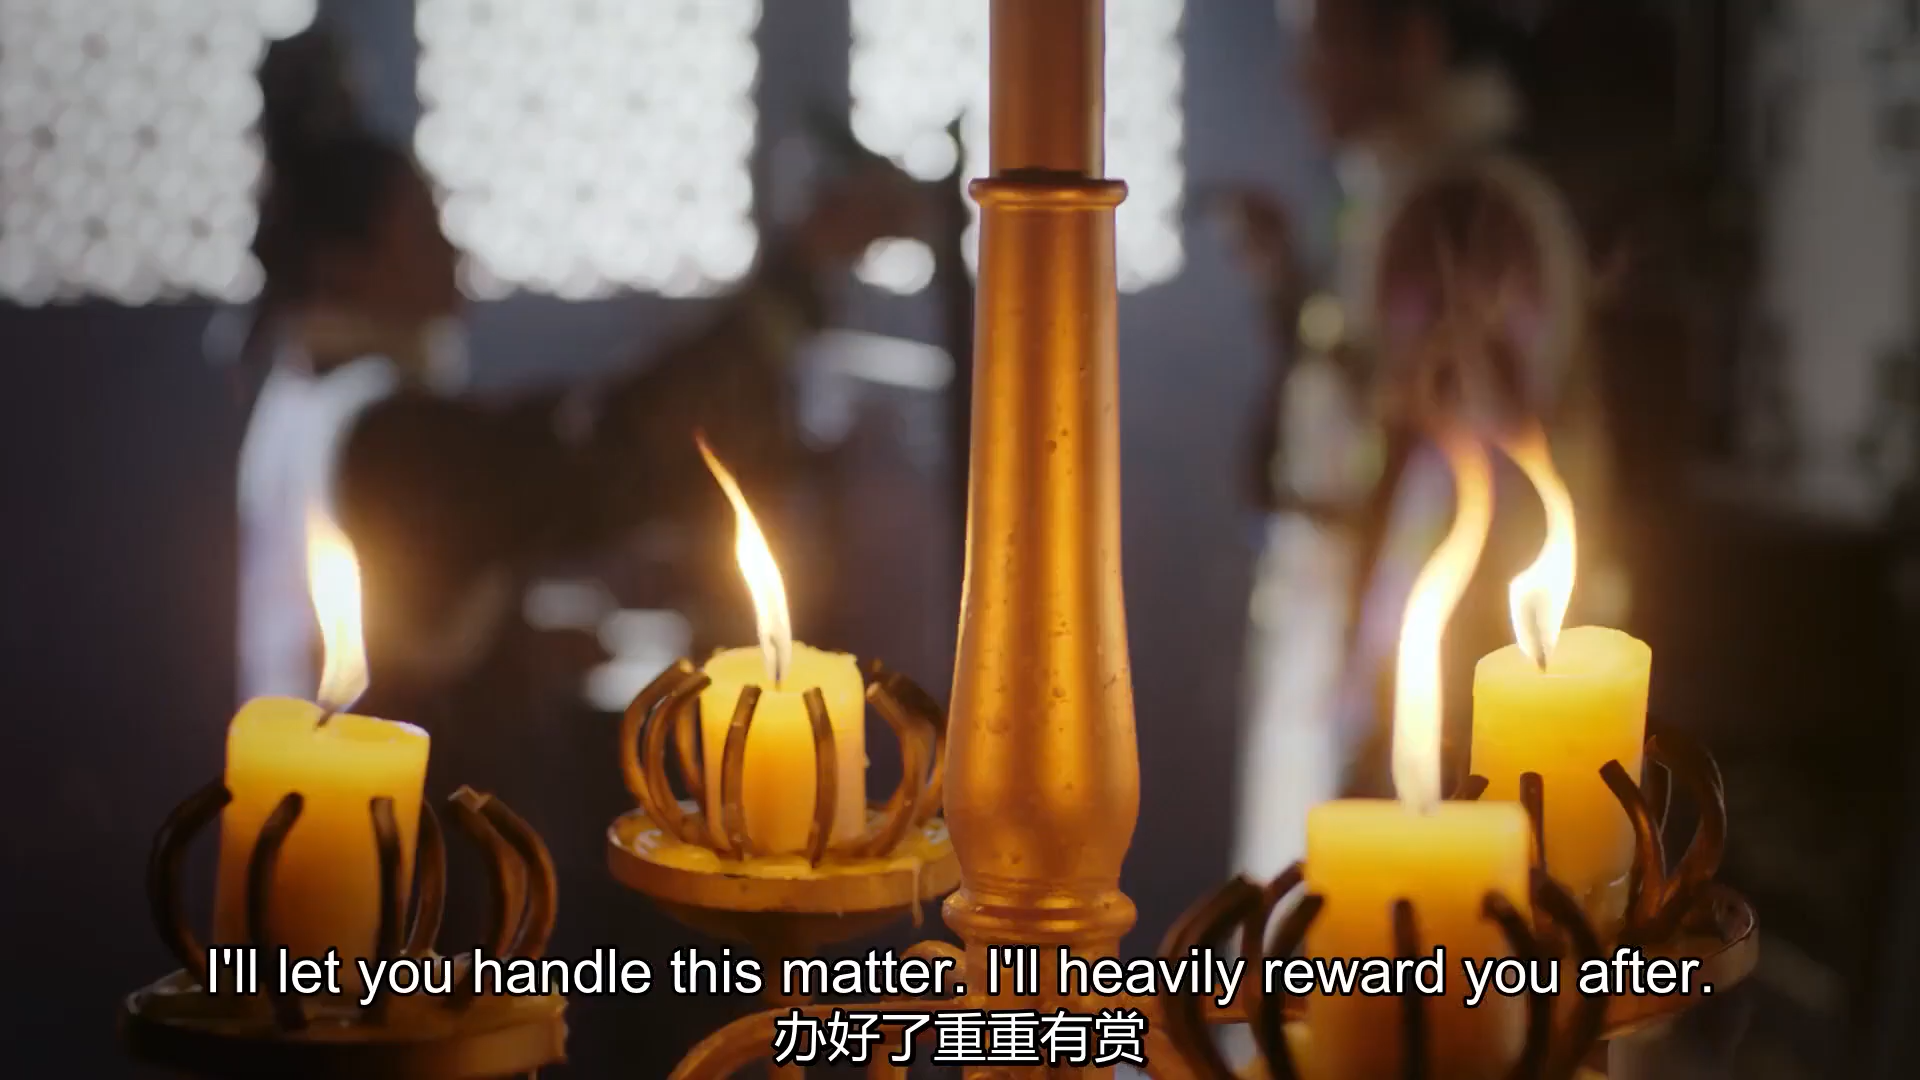 I'll let you handle this matter. I'll heavily reward you after.
办好了重重有赏